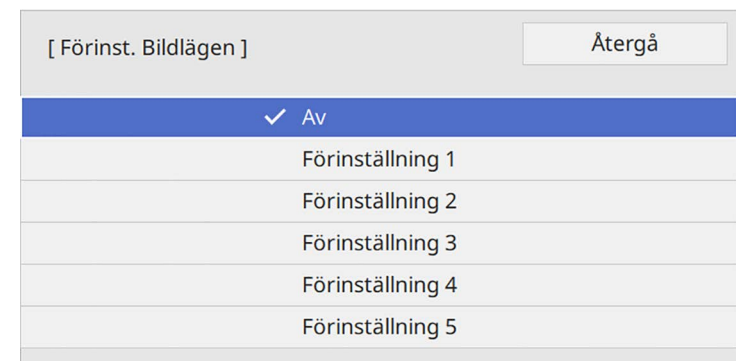 [ Förinst. Bildlägen ]
Återgå
Av
Förinställning 1
Förinställning 2
Förinställning 3
Förinställning 4
Förinställning 5